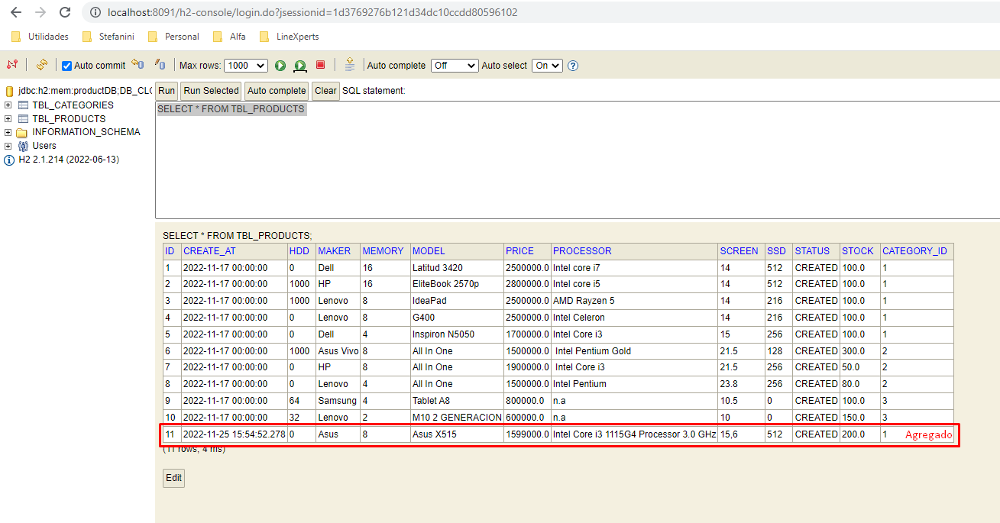 localhost:8091/h2-console/login.do?jsessionid=1d3769276b121d34dc10ccdd80596102
Utilidades Stefanini Personal Alfa LineXperts
Auto commit Max rows: 1000 Auto complete Off Auto select On
jdbc:h2:mem:productDB;DB_CLO
TBL_CATEGORIES
TBL_PRODUCTS
INFORMATION_SCHEMA
Users
H2 2.1.214 (2022-06-13)
Run Run Selected Auto complete Clear SQL statement:
SELECT * FROM TBL_PRODUCTS
SELECT * FROM TBL_PRODUCTS;
ID CREATE_AT HDD MAKER MEMORY MODEL PRICE PROCESSOR SCREEN SSD STATUS STOCK CATEGORY_ID
1 2022-11-17 00:00:00 0 Dell 16 Latitud 3420 2500000.0 Intel core i7 14 512 CREATED 100.0 1
2 2022-11-17 00:00:00 1000 HP 16 EliteBook 2570p 2800000.0 Intel core i5 14 512 CREATED 100.0 1
3 2022-11-17 00:00:00 1000 Lenovo 8 IdeaPad 2500000.0 AMD Rayzen 5 14 216 CREATED 100.0 1
4 2022-11-17 00:00:00 0 Lenovo 8 G400 2500000.0 Intel Celeron 14 216 CREATED 100.0 1
5 2022-11-17 00:00:00 0 Dell 4 Inspiron N5050 1700000.0 Intel Core i3 15 256 CREATED 100.0 1
6 2022-11-17 00:00:00 1000 Asus Vivo 8 All In One 1500000.0 Intel Pentium Gold 21.5 128 CREATED 300.0 2
7 2022-11-17 00:00:00 0 HP 8 All In One 1900000.0 Intel Core i3 21.5 256 CREATED 50.0 2
8 2022-11-17 00:00:00 0 Lenovo 4 All In One 1500000.0 Intel Pentium 23.8 256 CREATED 80.0 2
9 2022-11-17 00:00:00 64 Samsung 4 Tablet A8 800000.0 n.a 10.5 0 CREATED 100.0 3
10 2022-11-17 00:00:00 32 Lenovo 2 M10 2 GENERACION 600000.0 n.a 10 0 CREATED 150.0 3
11 2022-11-25 15:54:52.278 0 Asus 8 Asus X515 1599000.0 Intel Core i3 1115G4 Processor 3.0 GHz 15,6 512 CREATED 200.0 1 Agregado
(11 rows, 4 ms)
Edit